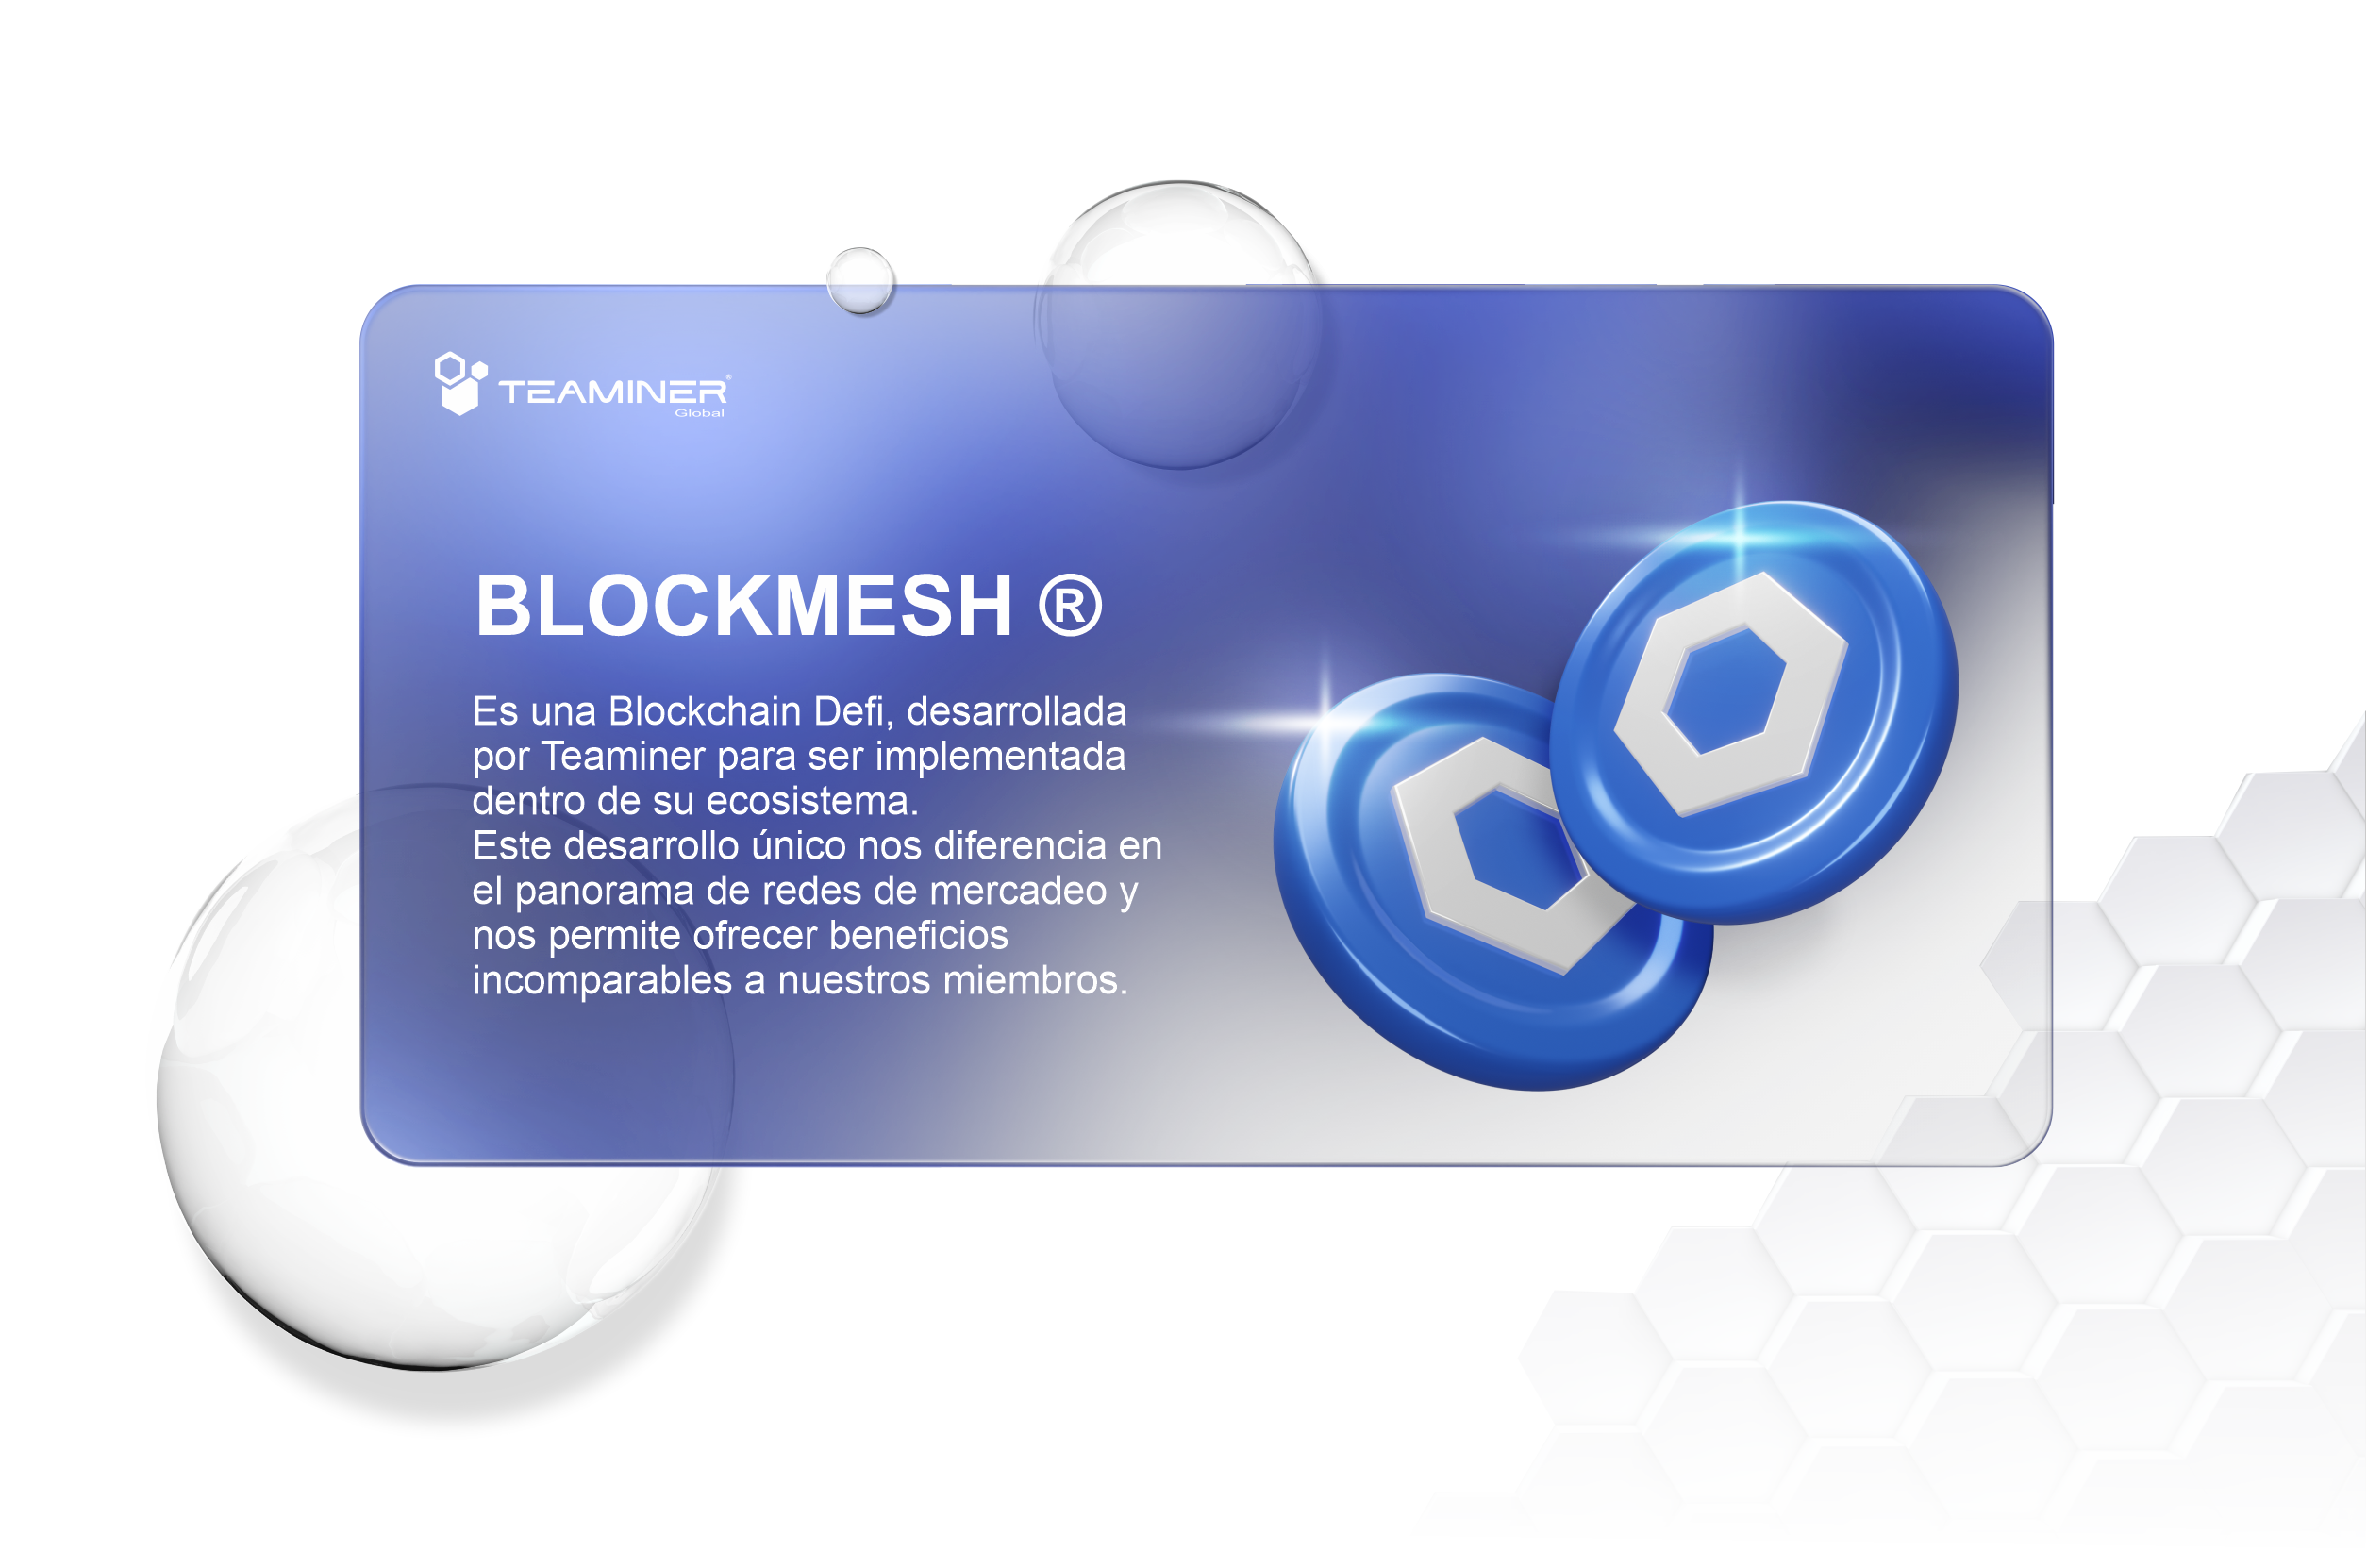 TEAMINER®
Global
BLOCKMESH ®
Es una Blockchain Defi, desarrollada
por Teaminer para ser implementada
dentro de su ecosistema.
Este desarrollo único nos diferencia en
el panorama de redes de mercadeo y
nos permite ofrecer beneficios
incomparables a nuestros miembros.